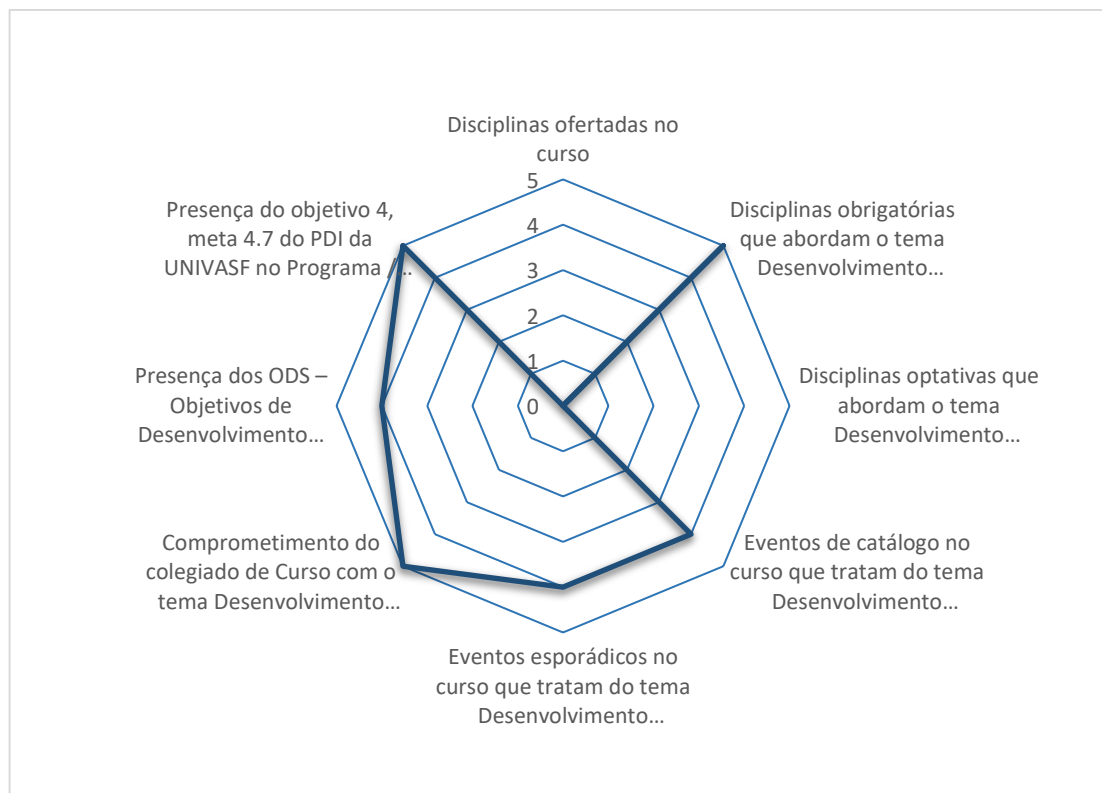 Disciplinas ofertadas no
curso
5
4
3
2
1
0
Disciplinas obrigatórias
que abordam o tema
Desenvolvimento...
Disciplinas optativas que
abordam o tema
Desenvolvimento...
Eventos de catálogo no
curso que tratam do tema
Desenvolvimento...
Eventos esporádicos no
curso que tratam do tema
Desenvolvimento...
Comprometimento do
colegiado de Curso com o
tema Desenvolvimento...
Presença dos ODS –
Objetivos de
Desenvolvimento...
Presença do objetivo 4,
meta 4.7 do PDI da
UNIVASF no Programa /...